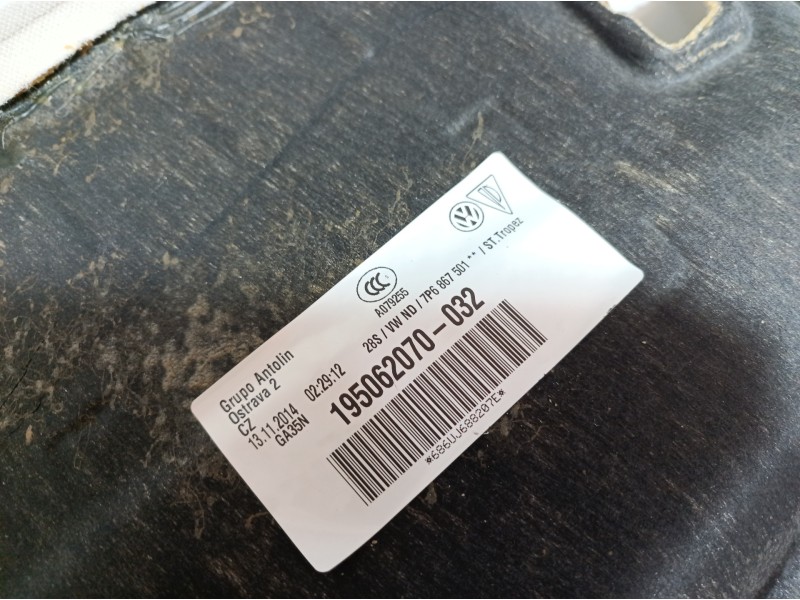 Grupo Antolin
Ostrava 2
CZ
13.11.2014 02:29:12
GA35N
CCC
A079255
28S / VW ND / 7P6 867 501 ** / ST.Tropez
195062070-032
*686UJ688207E*